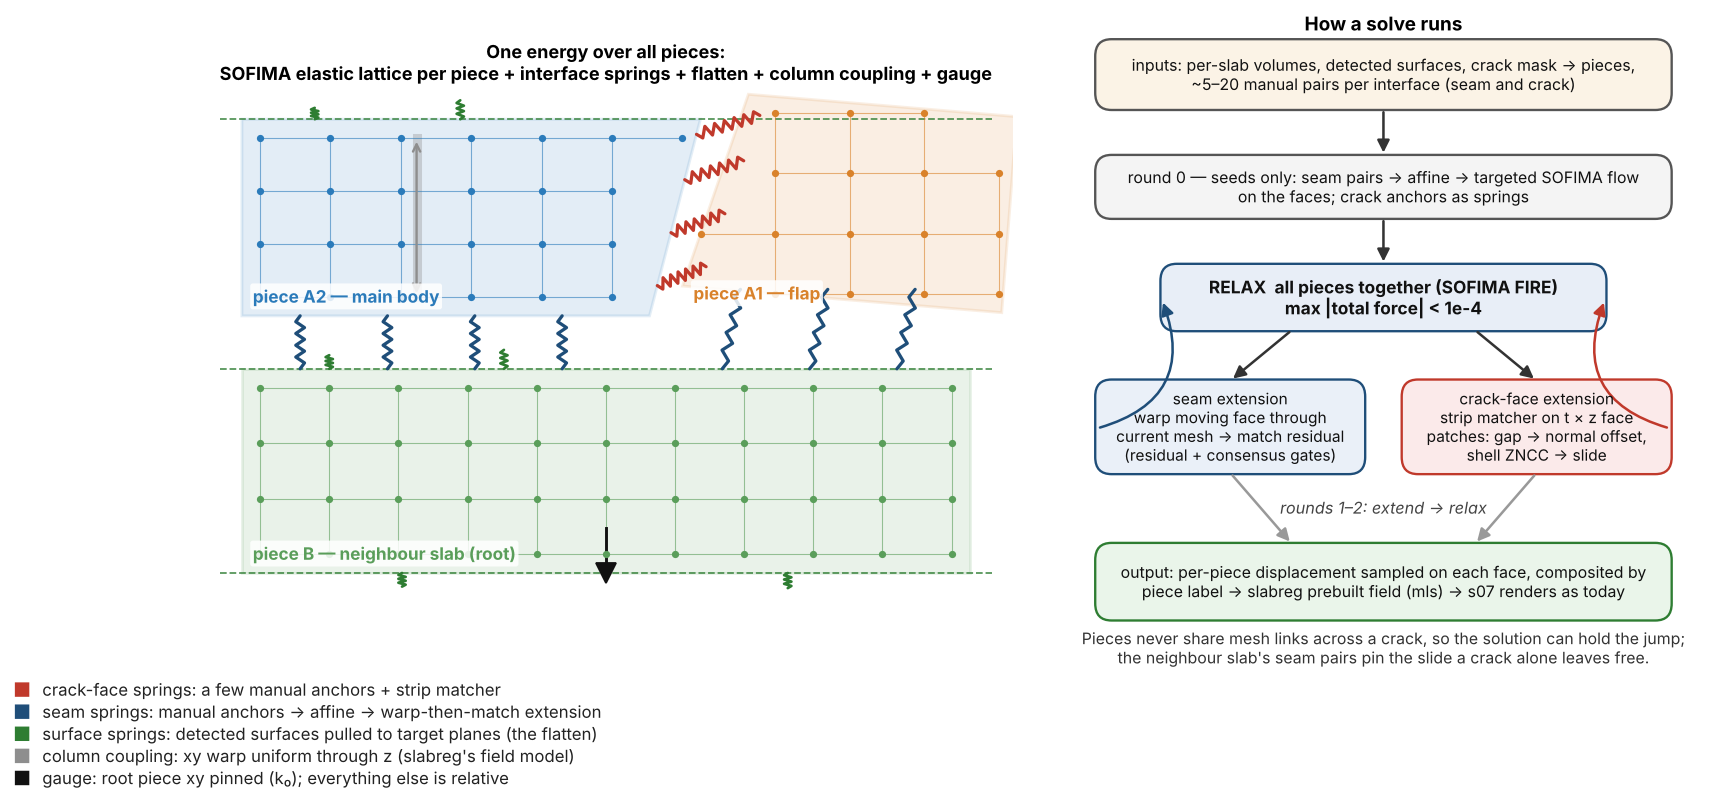 One energy over all pieces:
SOFIMA elastic lattice per piece + interface springs + flatten + column coupling + gauge
piece A2 — main body
piece A1 — flap
piece B — neighbour slab (root)
crack-face springs: a few manual anchors + strip matcher
seam springs: manual anchors → affine → warp-then-match extension
surface springs: detected surfaces pulled to target planes (the flatten)
column coupling: xy warp uniform through z (slabreg's field model)
gauge: root piece xy pinned (k₀); everything else is relative
How a solve runs
inputs: per-slab volumes, detected surfaces, crack mask → pieces,
~5–20 manual pairs per interface (seam and crack)
round 0 — seeds only: seam pairs → affine → targeted SOFIMA flow
on the faces; crack anchors as springs
RELAX all pieces together (SOFIMA FIRE)
max |total force| < 1e-4
seam extension
warp moving face through
current mesh → match residual
(residual + consensus gates)
crack-face extension
strip matcher on t × z face
patches: gap → normal offset,
shell ZNCC → slide
rounds 1–2: extend → relax
output: per-piece displacement sampled on each face, composited by
piece label → slabreg prebuilt field (mls) → s07 renders as today
Pieces never share mesh links across a crack, so the solution can hold the jump;
the neighbour slab's seam pairs pin the slide a crack alone leaves free.